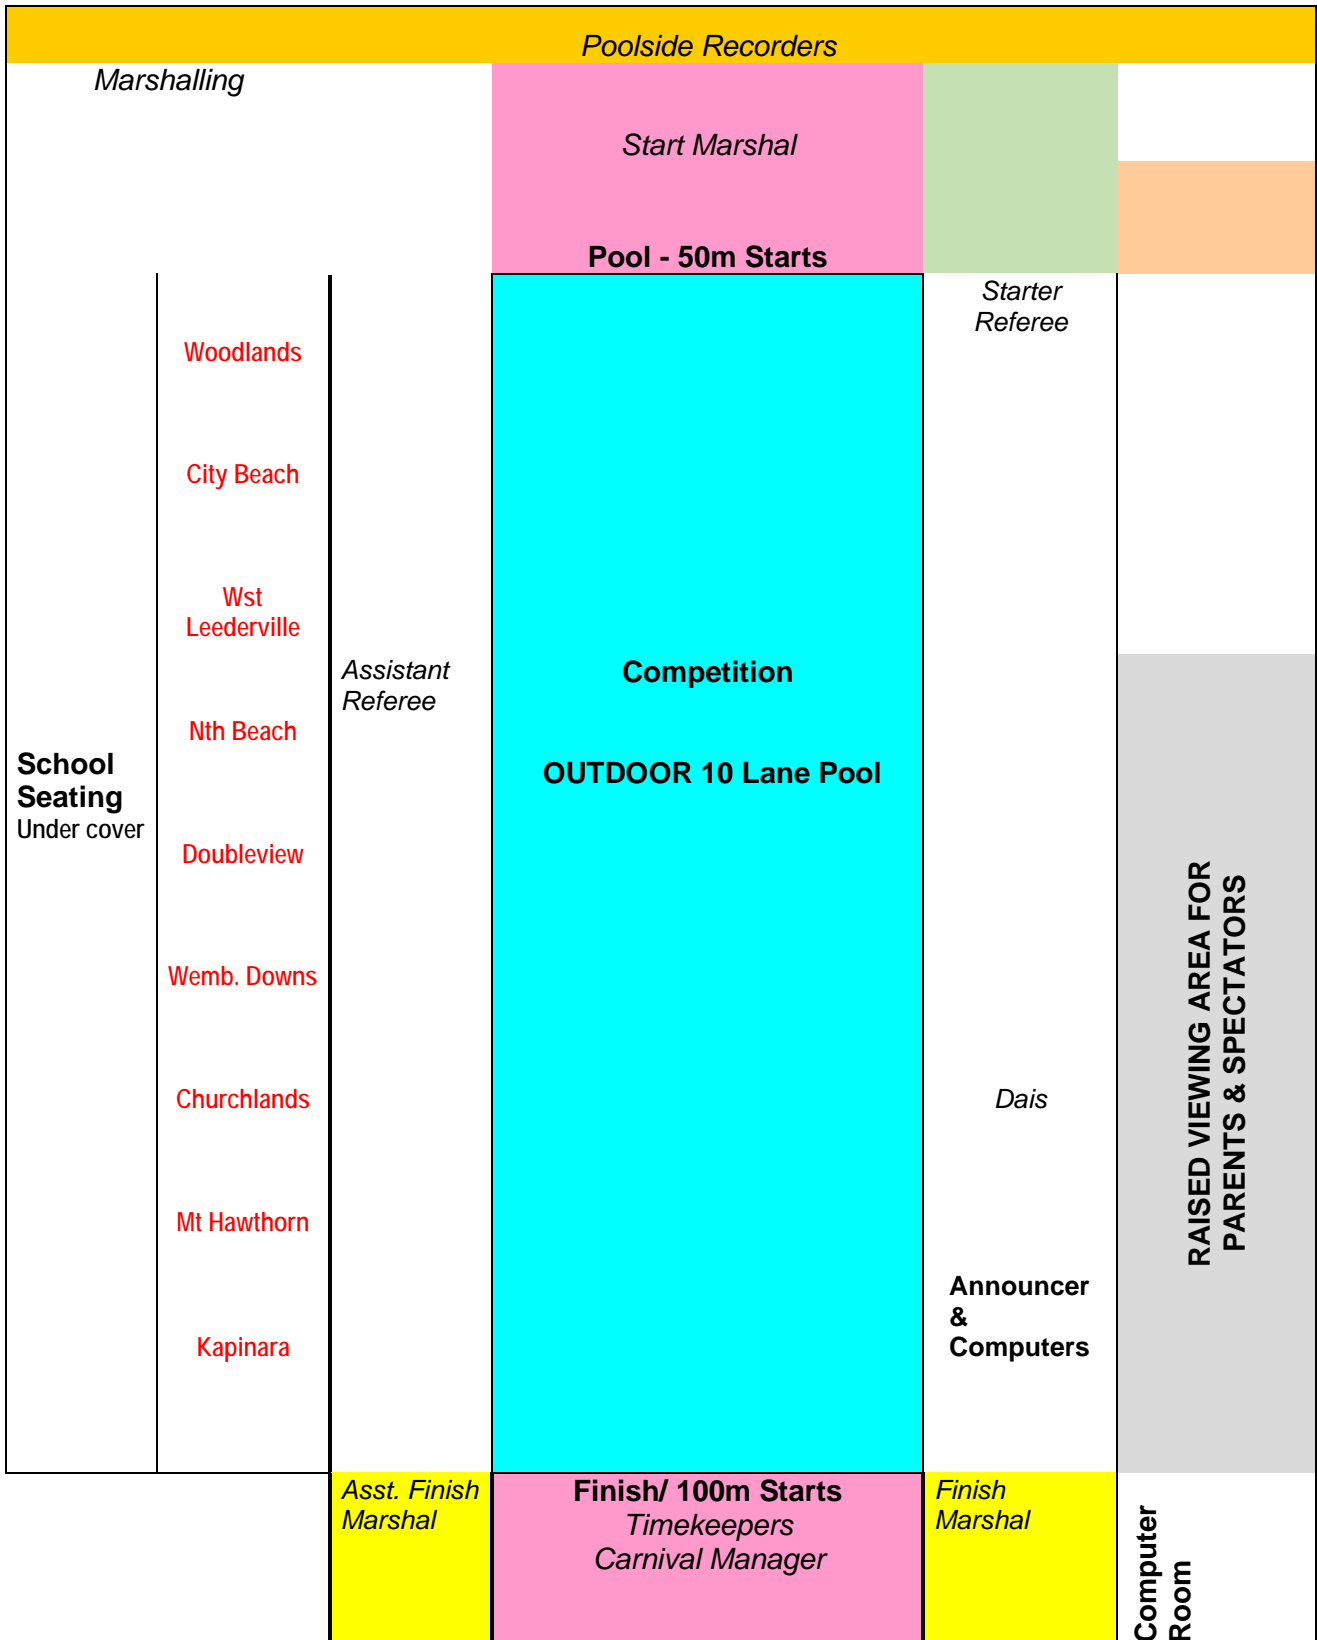 Poolside Recorders
Marshalling
Start Marshal
Pool - 50m Starts
Starter
Referee
Woodlands
City Beach
Wst
Leederville
Assistant
Referee
Competition
Nth Beach
School
Seating
Under cover
OUTDOOR 10 Lane Pool
Doubleview
RAISED VIEWING AREA FOR
PARENTS & SPECTATORS
Wemb. Downs
Churchlands
Dais
Mt Hawthorn
Announcer
&
Computers
Kapinara
Asst. Finish
Marshal
Finish/ 100m Starts
Timekeepers
Carnival Manager
Finish
Marshal
Computer
Room